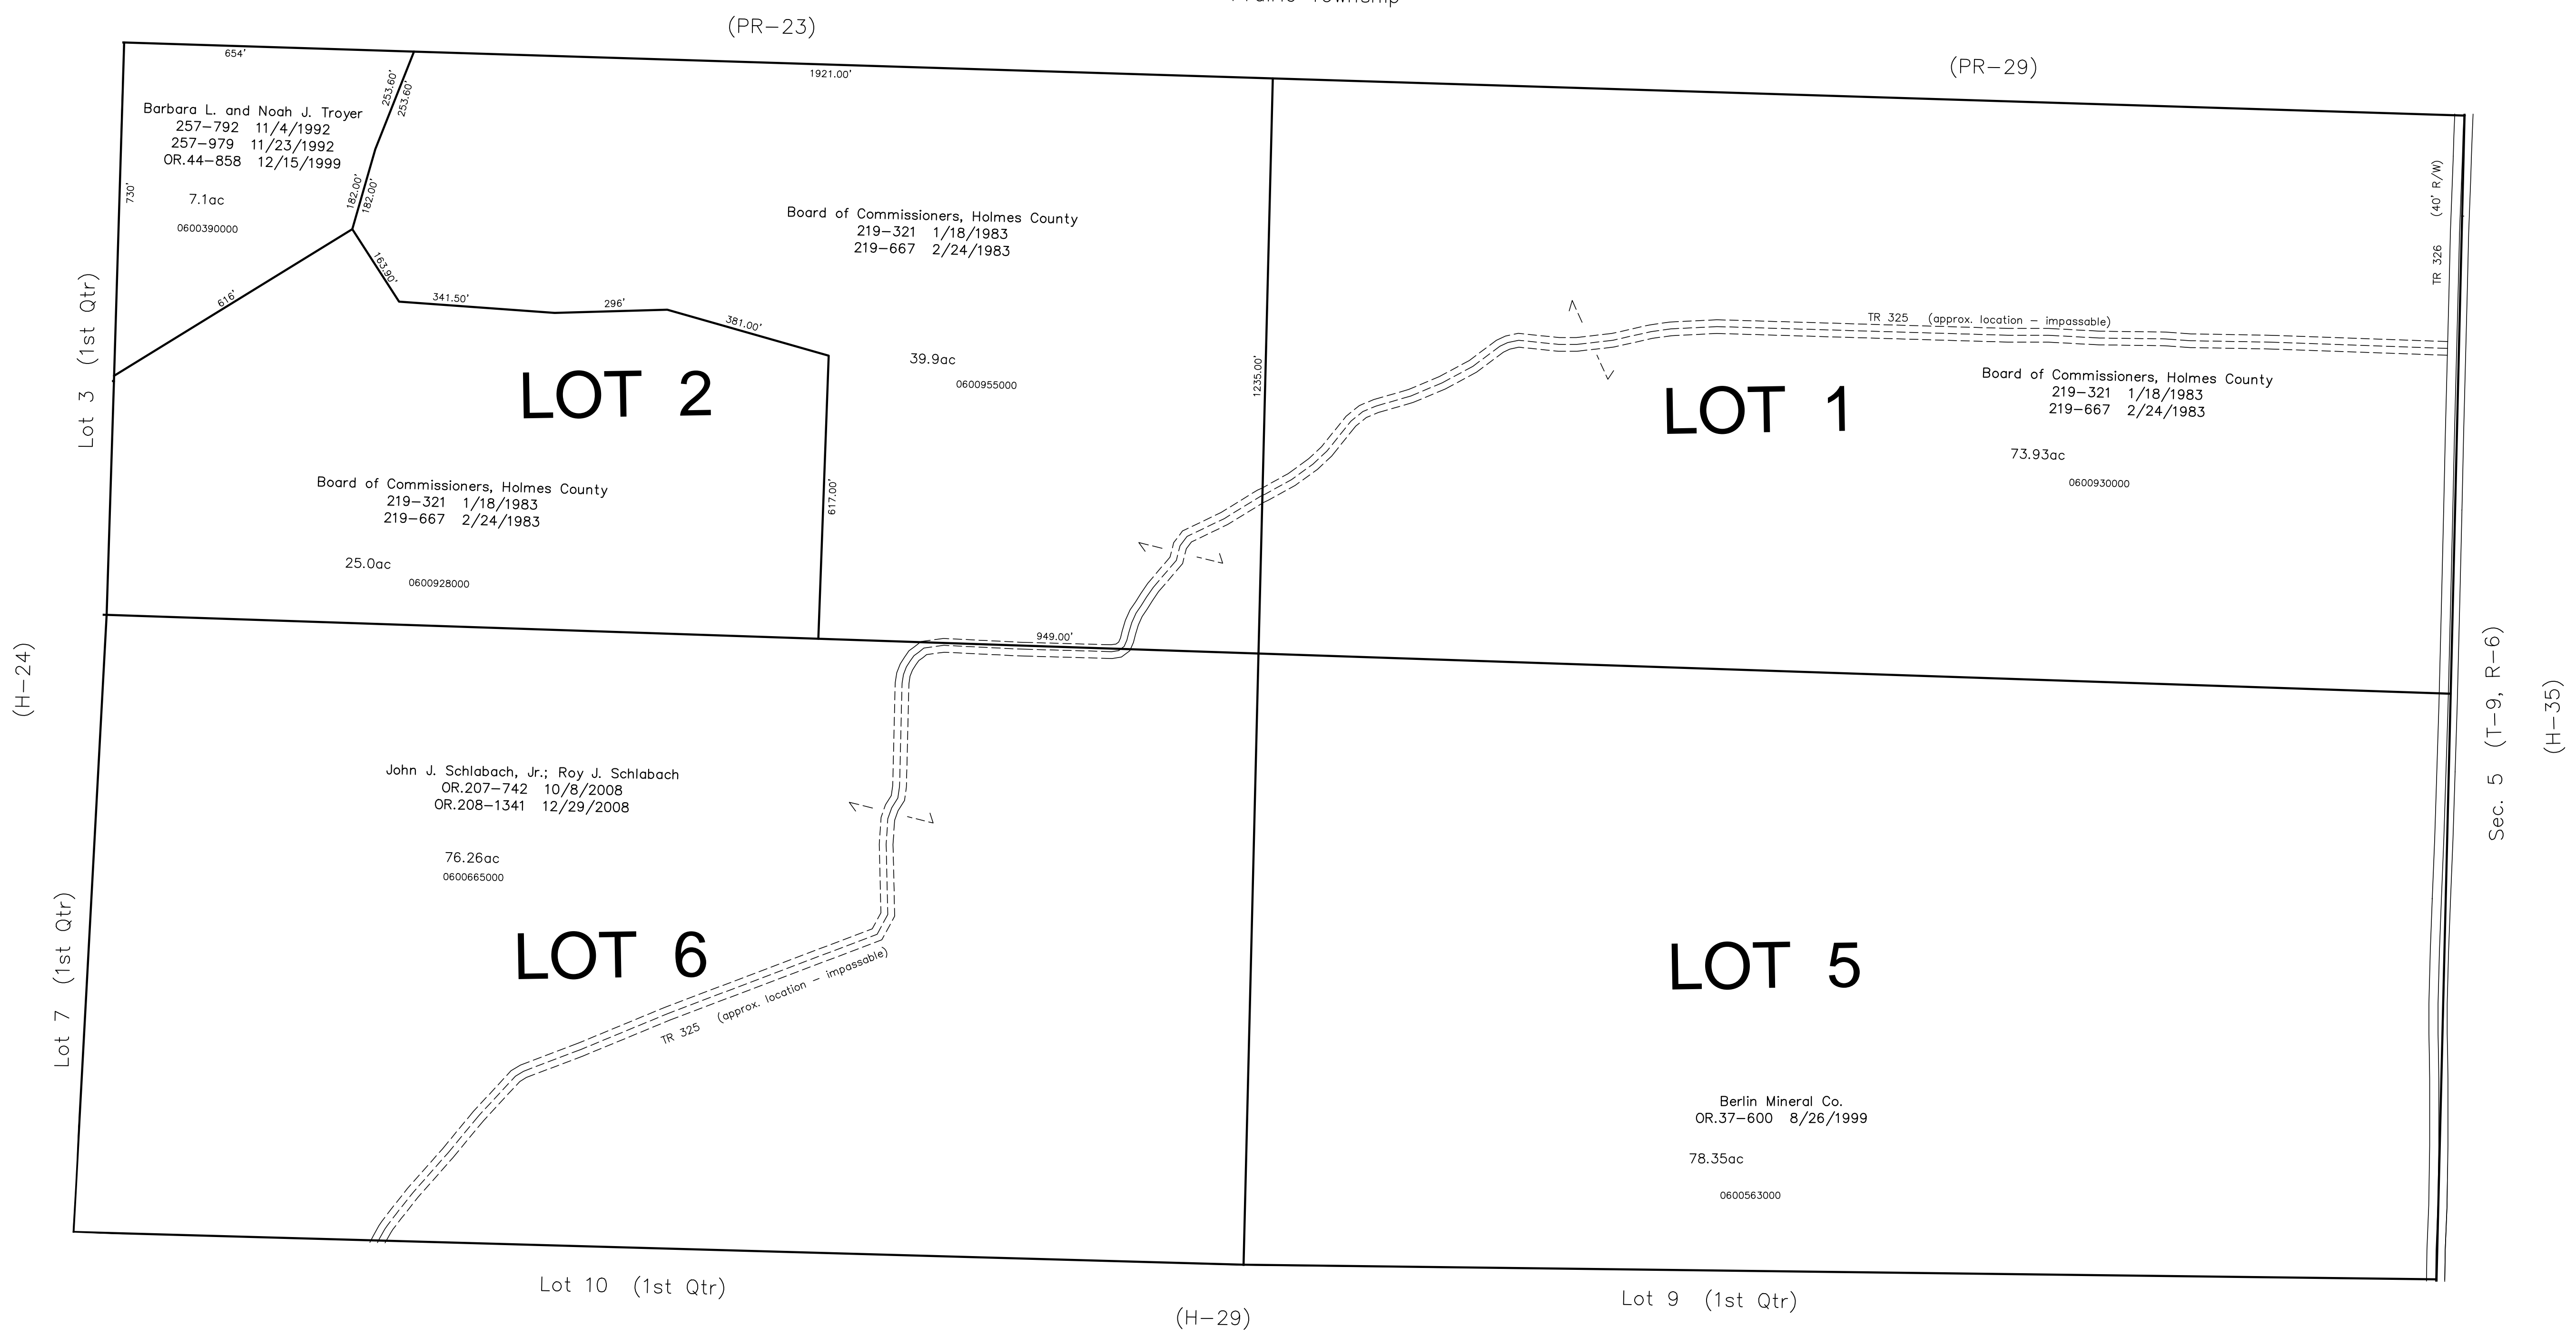 Prairie Township
(PR-23)
(PR-29)
654'
1921.00'
253.60'
253.60'
Barbara L. and Noah J. Troyer
257-792 11/4/1992
257-979 11/23/1992
OR.44-858 12/15/1999
7.1ac
0600390000
730'
182.00'
182.00'
616'
163.90'
341.50'
296'
381.00'
Board of Commissioners, Holmes County
219-321 1/18/1983
219-667 2/24/1983
39.9ac
0600955000
1235.00'
617.00'
949.00'
LOT 2
Board of Commissioners, Holmes County
219-321 1/18/1983
219-667 2/24/1983
25.0ac
0600928000
TR 326 (40' R/W)
TR 325 (approx. location - impassable)
LOT 1
Board of Commissioners, Holmes County
219-321 1/18/1983
219-667 2/24/1983
73.93ac
0600930000
Lot 3 (1st Qtr)
(H-24)
Lot 7 (1st Qtr)
John J. Schlabach, Jr.; Roy J. Schlabach
OR.207-742 10/8/2008
OR.208-1341 12/29/2008
76.26ac
0600665000
LOT 6
TR 325 (approx. location - impassable)
LOT 5
Berlin Mineral Co.
OR.37-600 8/26/1999
78.35ac
0600563000
Sec. 5 (T-9, R-6)
(H-35)
Lot 10 (1st Qtr)
(H-29)
Lot 9 (1st Qtr)